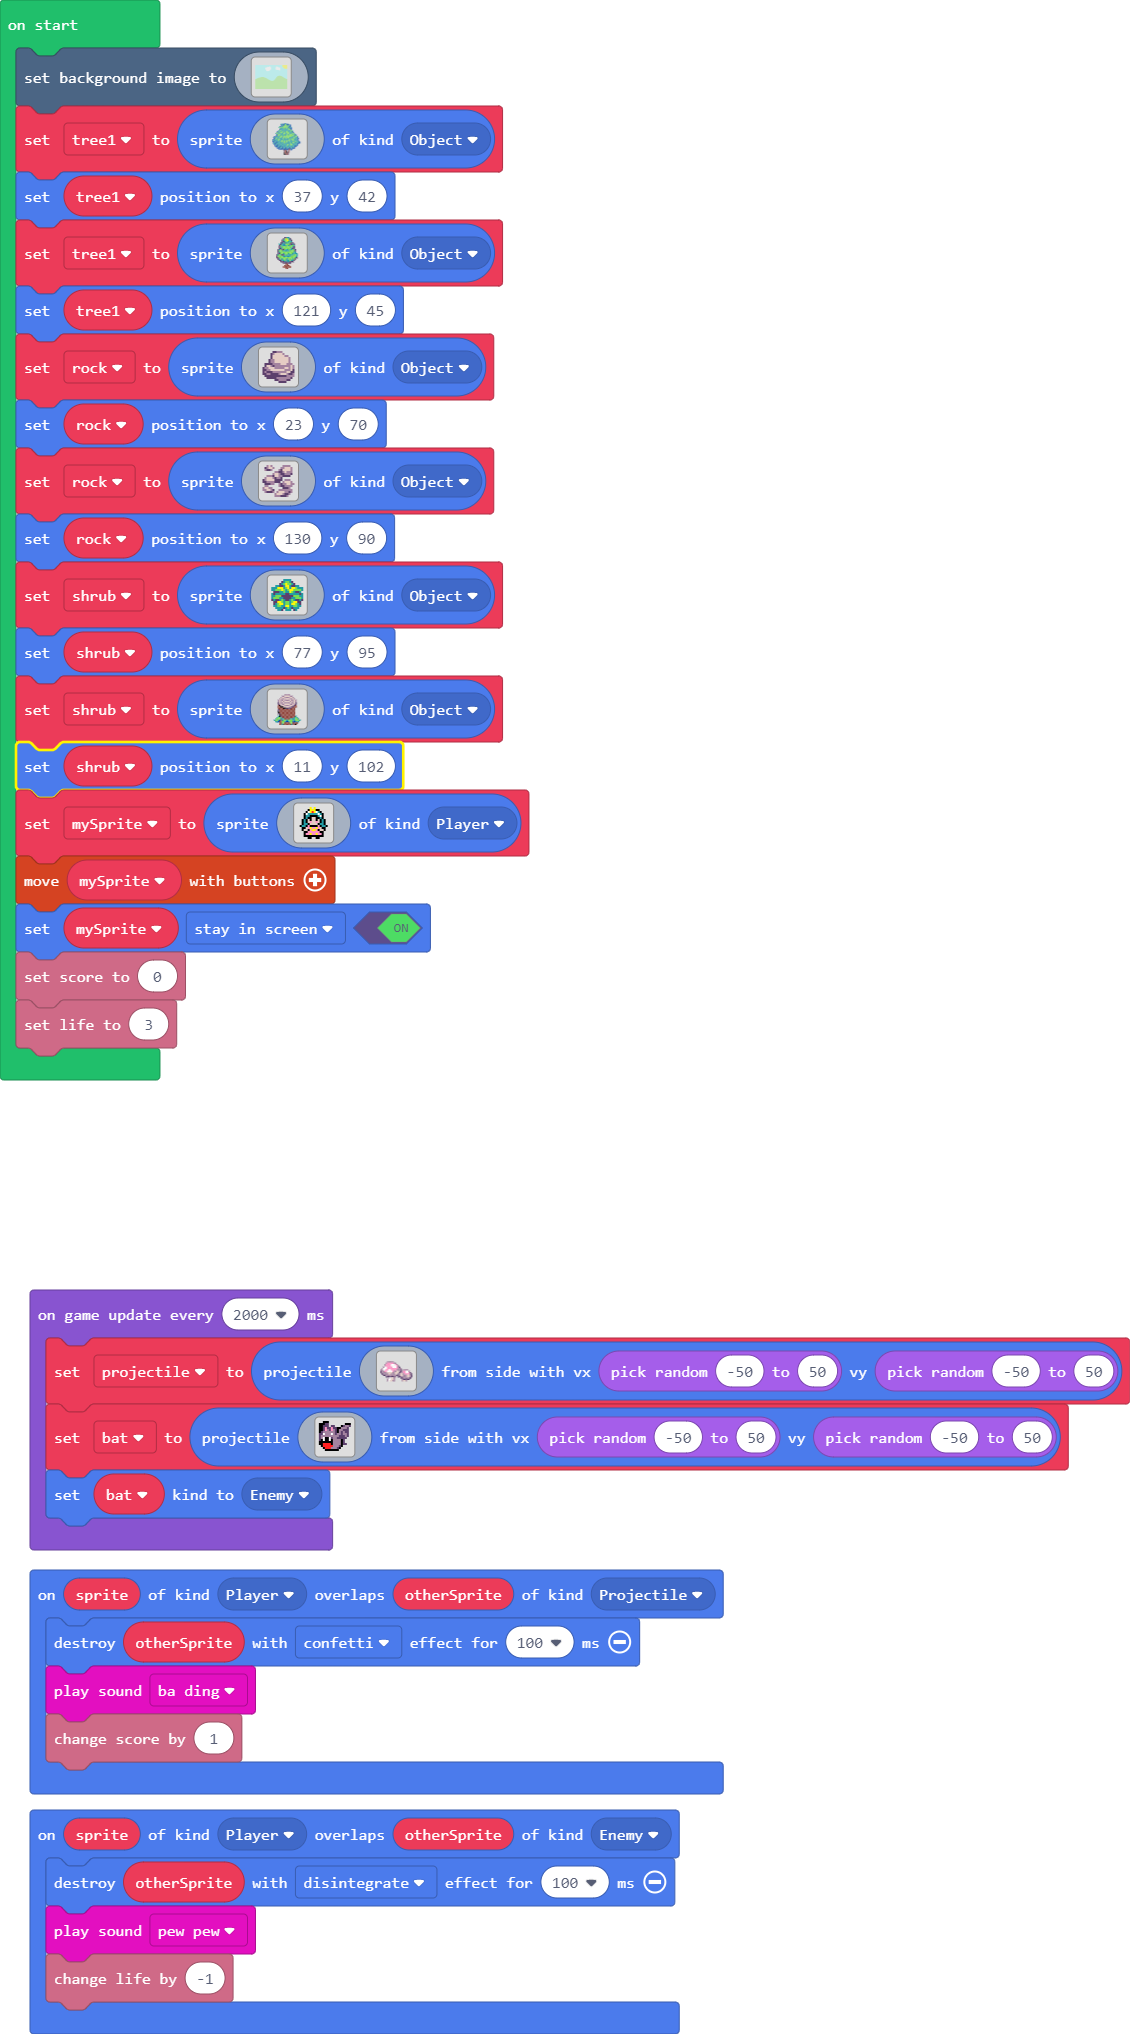 on start
set background image to
set tree1 to sprite of kind Object
set tree1 position to x 37 y 42
set tree1 to sprite of kind Object
set tree1 position to x 121 y 45
set rock to sprite of kind Object
set rock position to x 23 y 70
set rock to sprite of kind Object
set rock position to x 130 y 90
set shrub to sprite of kind Object
set shrub position to x 77 y 95
set shrub to sprite of kind Object
set shrub position to x 11 y 102
set mySprite to sprite of kind Player
move mySprite with buttons
set mySprite stay in screen ON
set score to 0
set life to 3
on game update every 2000 ms
set projectile to projectile from side with vx pick random -50 to 50 vy pick random -50 to 50
set bat to projectile from side with vx pick random -50 to 50 vy pick random -50 to 50
set bat kind to Enemy
on sprite of kind Player overlaps otherSprite of kind Projectile
destroy otherSprite with confetti effect for 100 ms
play sound ba ding
change score by 1
on sprite of kind Player overlaps otherSprite of kind Enemy
destroy otherSprite with disintegrate effect for 100 ms
play sound pew pew
change life by -1